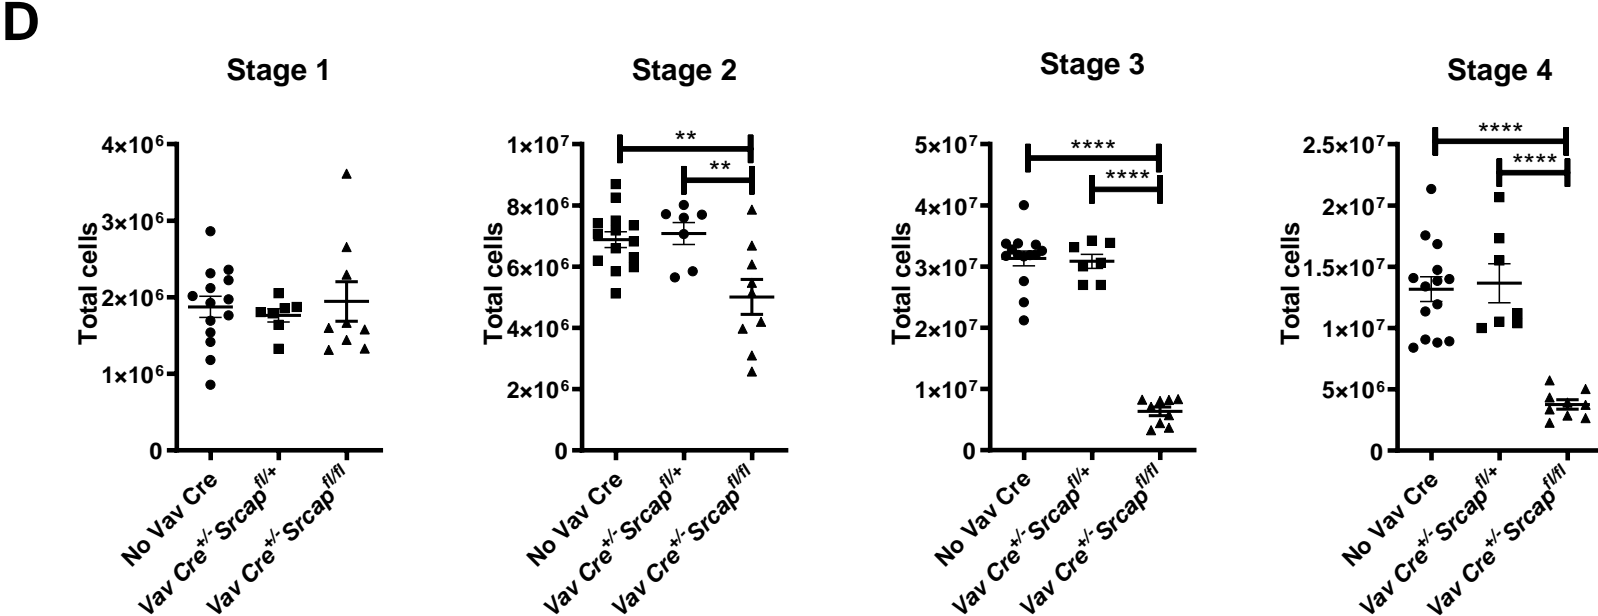 D
Stage 1
Total cells
4×10⁶
3×10⁶
2×10⁶
1×10⁶
0
No Vav Cre
Vav Cre⁺/⁻ Srcapᶠˡ/⁺
Vav Cre⁺/⁻ Srcapᶠˡ/ᶠˡ
Stage 2
Total cells
1×10⁷
8×10⁶
6×10⁶
4×10⁶
2×10⁶
0
**
**
No Vav Cre
Vav Cre⁺/⁻ Srcapᶠˡ/⁺
Vav Cre⁺/⁻ Srcapᶠˡ/ᶠˡ
Stage 3
Total cells
5×10⁷
4×10⁷
3×10⁷
2×10⁷
1×10⁷
0
****
****
No Vav Cre
Vav Cre⁺/⁻ Srcapᶠˡ/⁺
Vav Cre⁺/⁻ Srcapᶠˡ/ᶠˡ
Stage 4
Total cells
2.5×10⁷
2×10⁷
1.5×10⁷
1×10⁷
5×10⁶
0
****
****
No Vav Cre
Vav Cre⁺/⁻ Srcapᶠˡ/⁺
Vav Cre⁺/⁻ Srcapᶠˡ/ᶠˡ